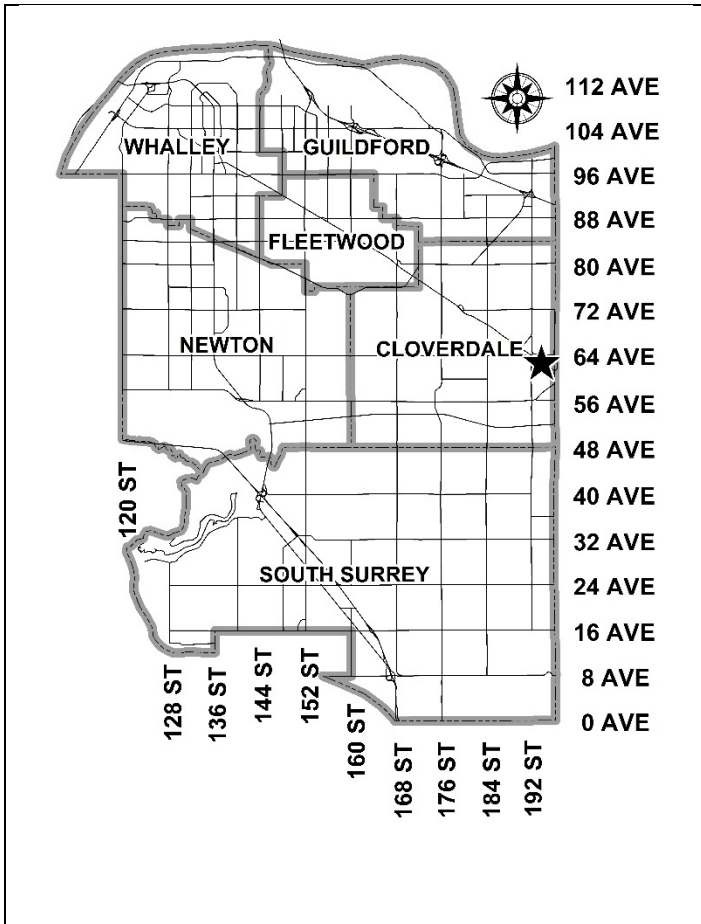 112 AVE
104 AVE
WHALLEY
GUILDFORD
96 AVE
88 AVE
FLEETWOOD
80 AVE
72 AVE
NEWTON
CLOVERDALE
64 AVE
56 AVE
48 AVE
120 ST
40 AVE
32 AVE
SOUTH SURREY
24 AVE
16 AVE
8 AVE
0 AVE
128 ST
136 ST
144 ST
152 ST
160 ST
168 ST
176 ST
184 ST
192 ST